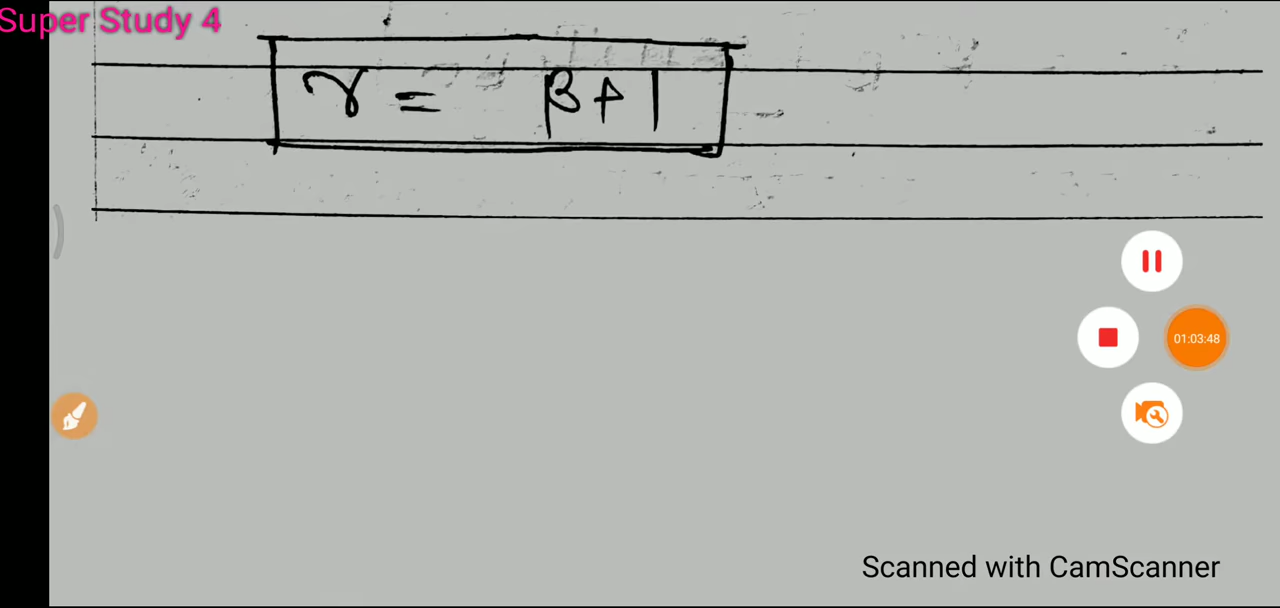 Super Study 4
γ = β + 1
01:03:48
Scanned with CamScanner